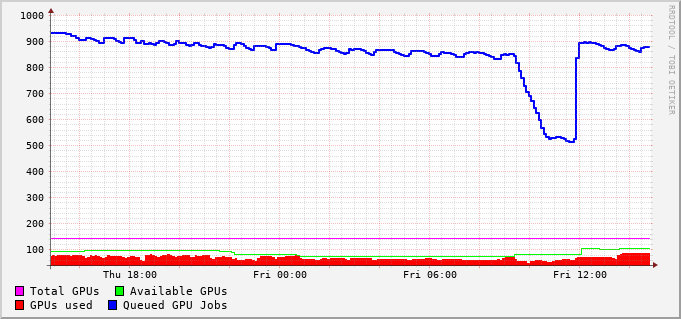 1000
900
800
700
600
500
400
300
200
100
Thu 18:00 Fri 00:00 Fri 06:00 Fri 12:00
Total GPUs Available GPUs
GPUs used Queued GPU Jobs
RRDTOOL / TOBI OETIKER